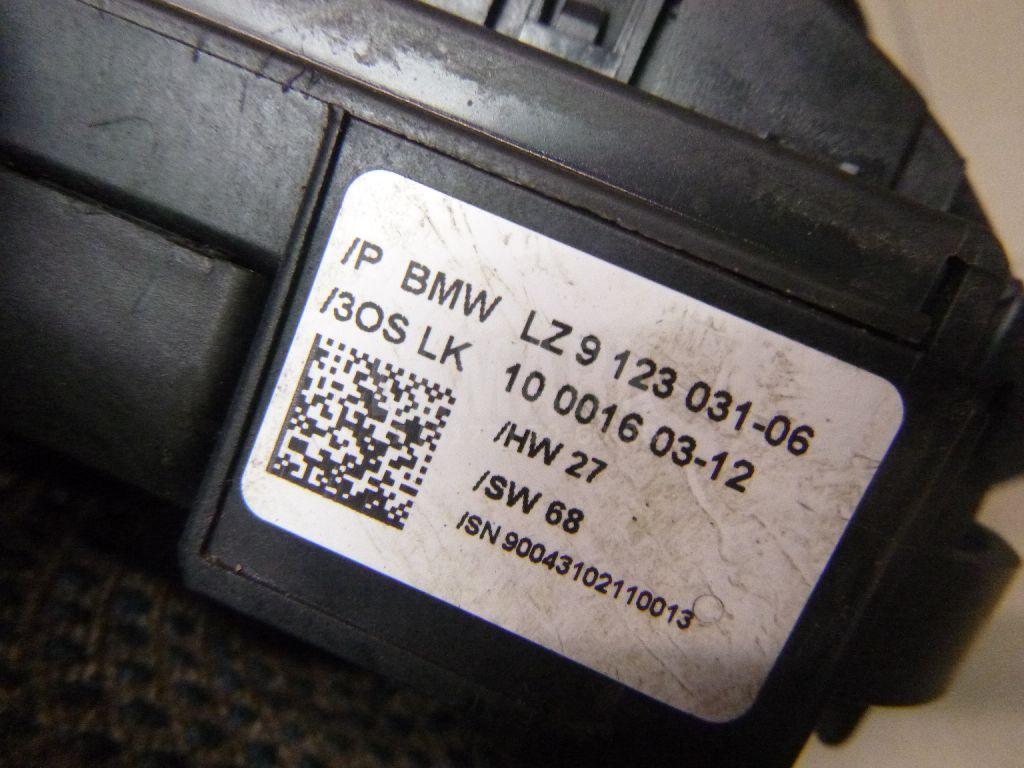 /P BMW LZ 9 123 031-06
/3OS LK 10 0016 03-12
/HW 27
/SW 68
/SN 90043102110013